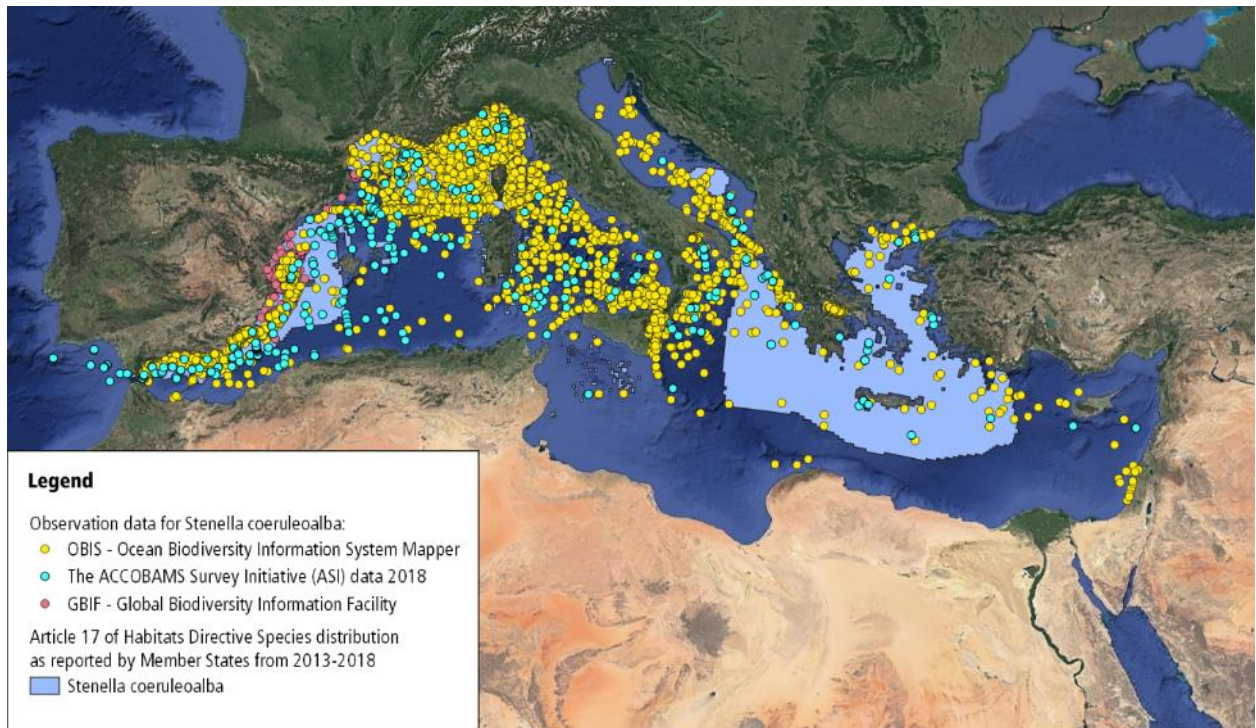 Legend
Observation data for Stenella coeruleoalba:
OBIS - Ocean Biodiversity Information System Mapper
The ACCOBAMS Survey Initiative (ASI) data 2018
GBIF - Global Biodiversity Information Facility
Article 17 of Habitats Directive Species distribution
as reported by Member States from 2013-2018
Stenella coeruleoalba